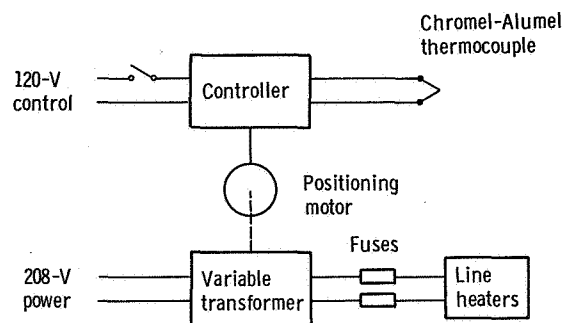 Chromel-Alumel
thermocouple
120-V
control
Controller
Positioning
motor
Fuses
208-V
power
Variable
transformer
Line
heaters